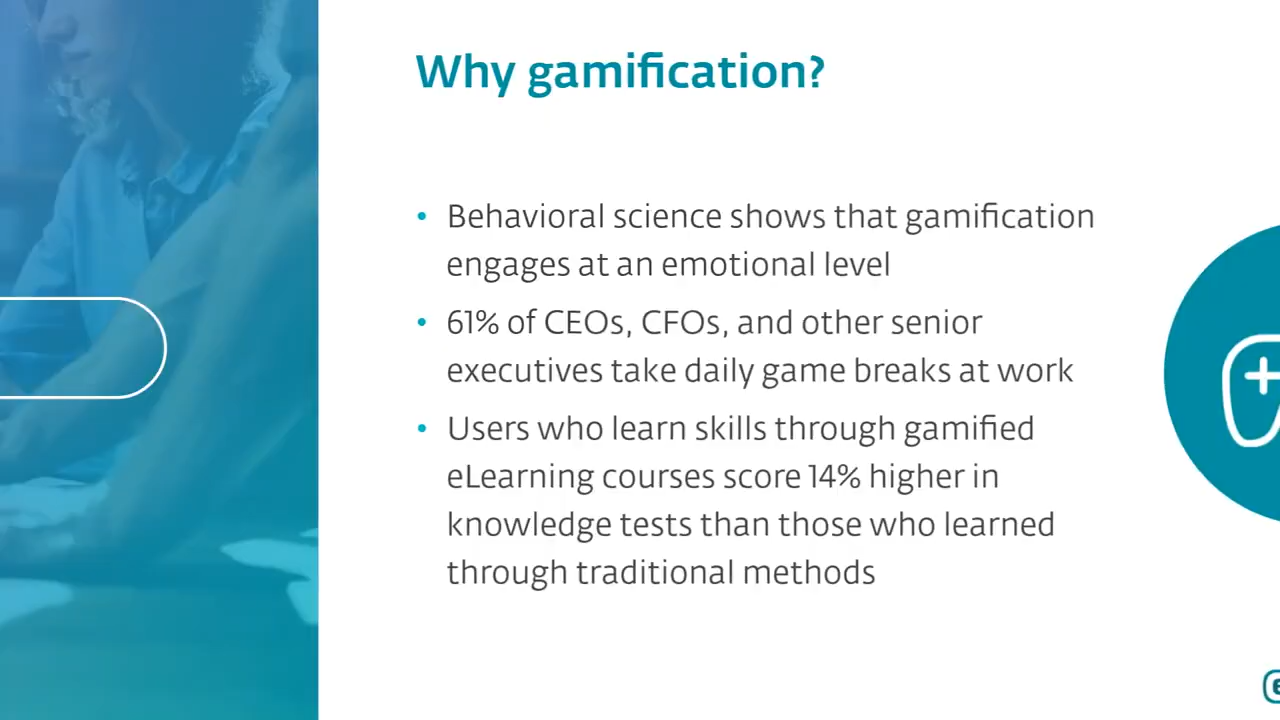 Why gamification?
• Behavioral science shows that gamification
engages at an emotional level
• 61% of CEOs, CFOs, and other senior
executives take daily game breaks at work
• Users who learn skills through gamified
eLearning courses score 14% higher in
knowledge tests than those who learned
through traditional methods